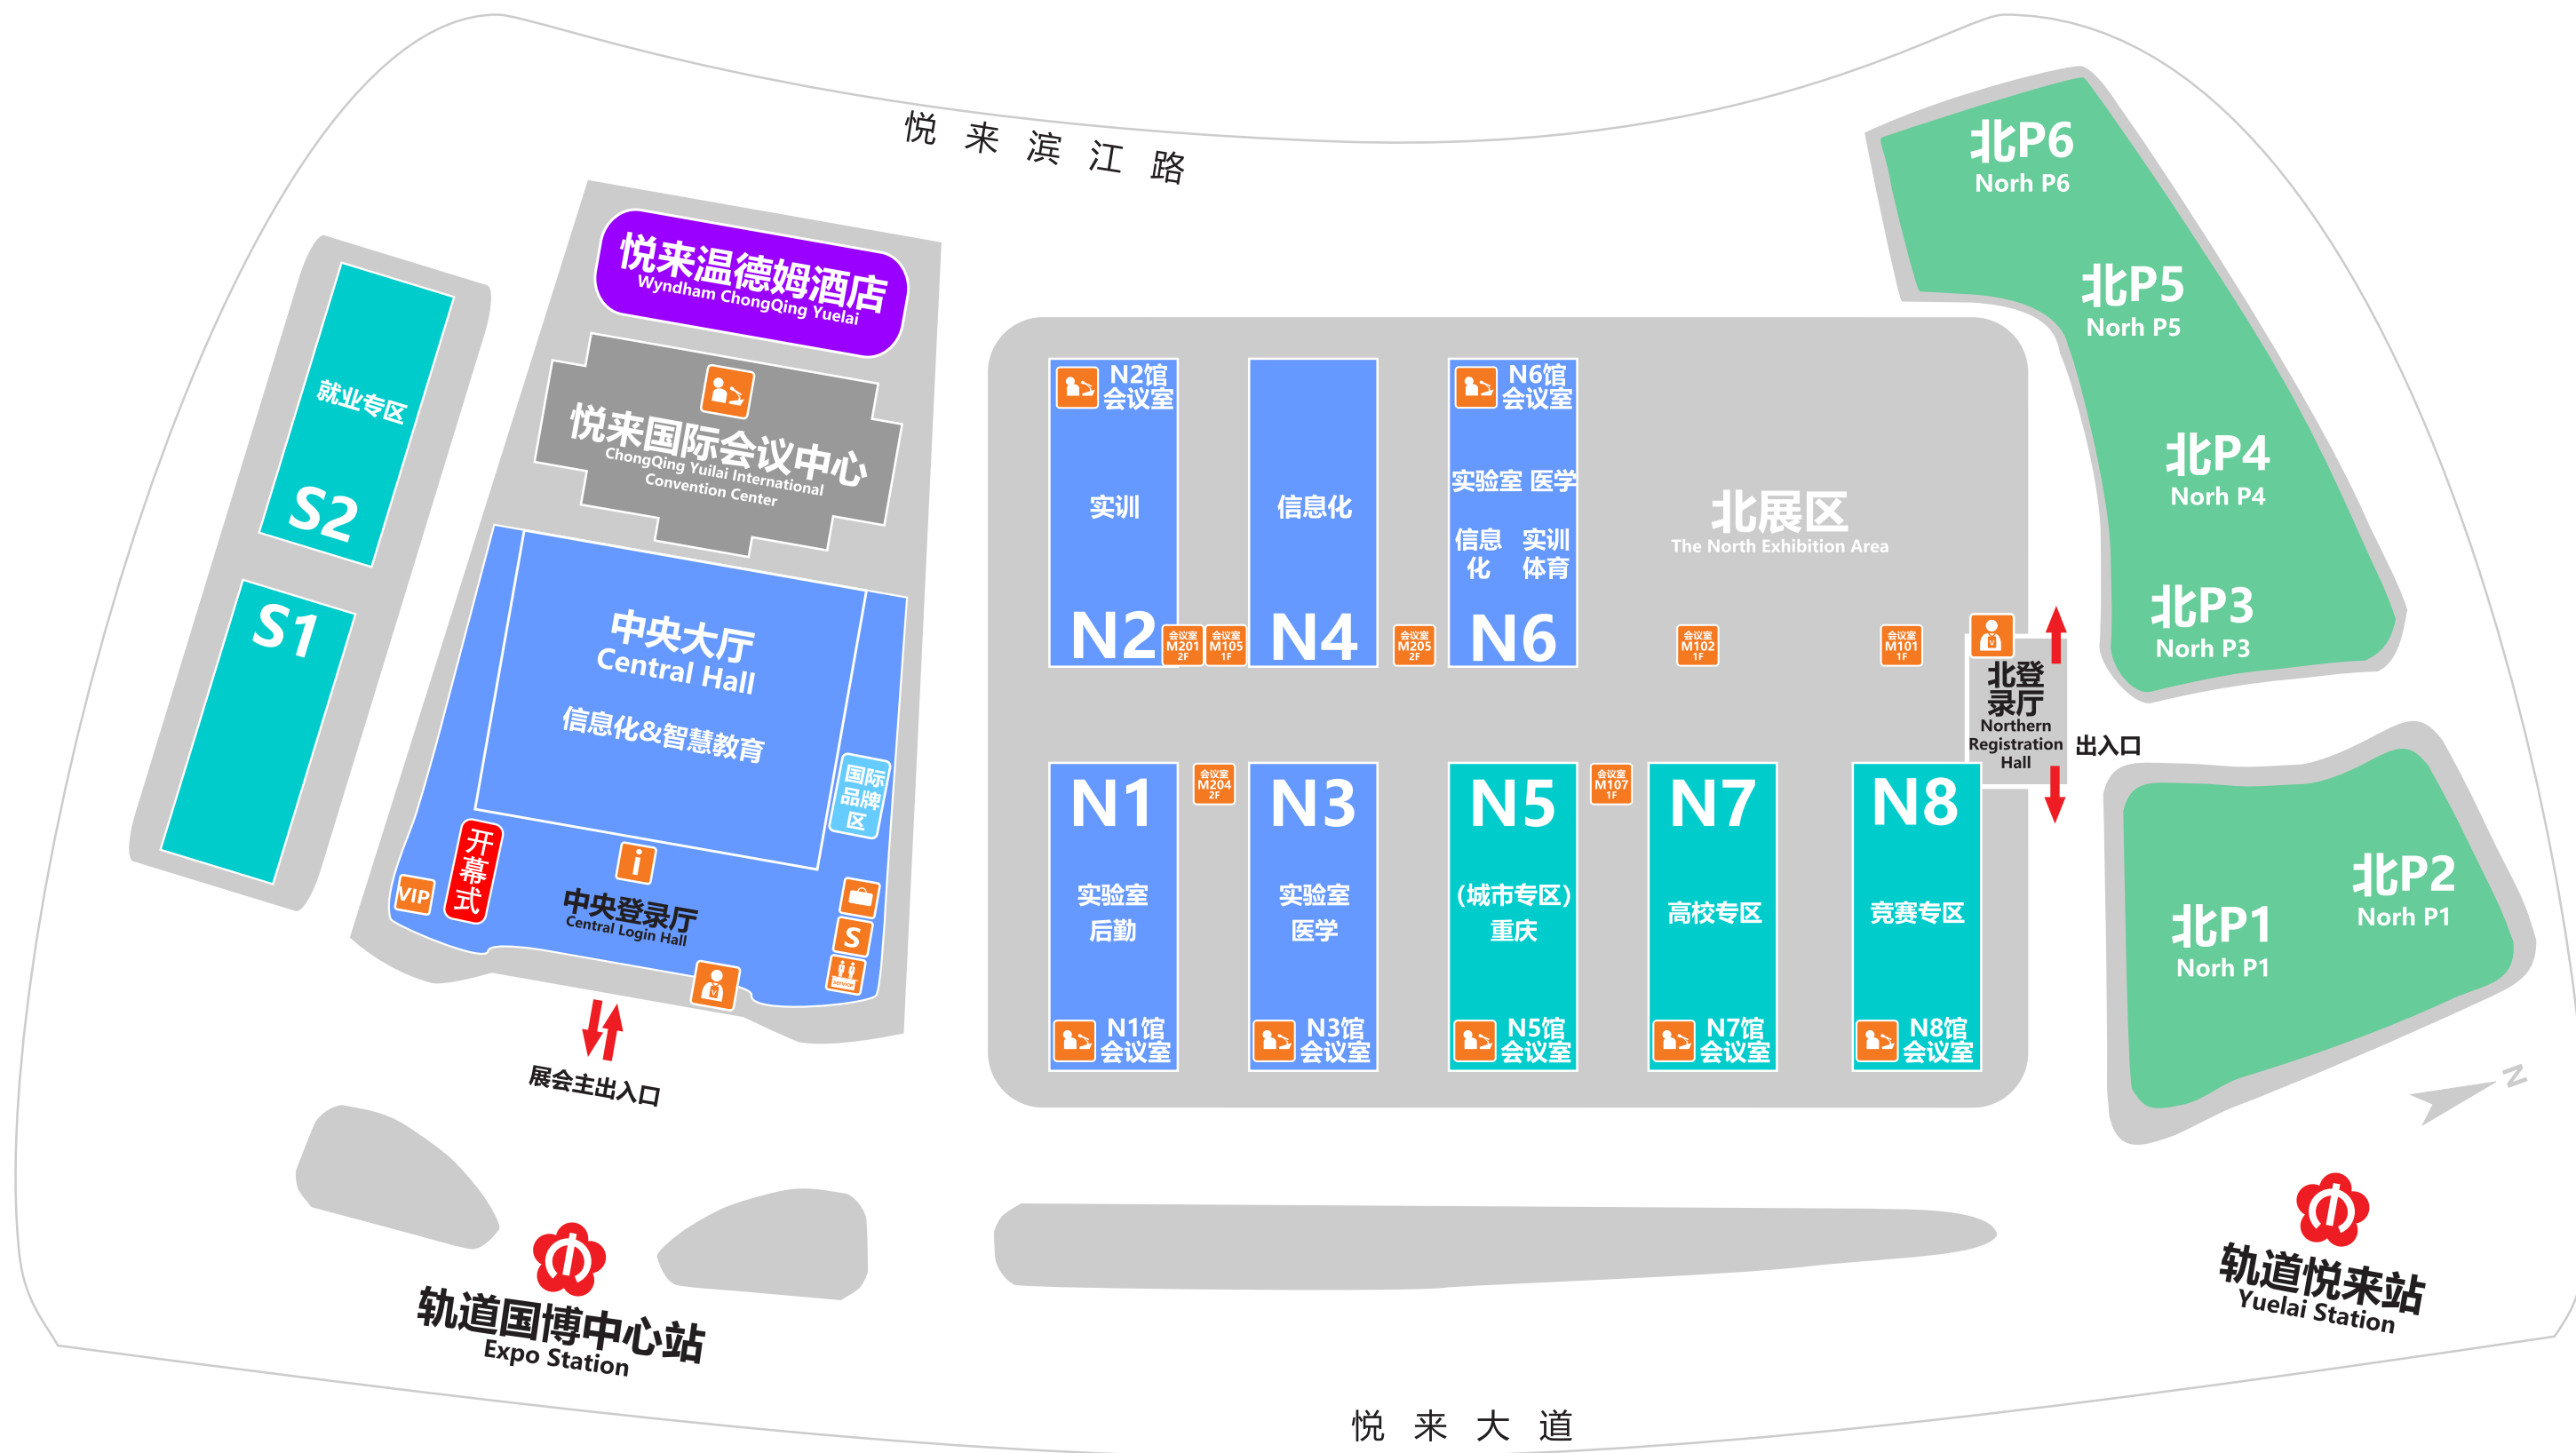 悦来滨江路
北P6
Norh P6
北P5
Norh P5
北P4
Norh P4
北P3
Norh P3
悦来温德姆酒店
Wyndham ChongQing Yuelai
悦来国际会议中心
ChongQing Yuilai International
Convention Center
就业专区
S2
S1
中央大厅
Central Hall
信息化&智慧教育
国际
品牌
区
开
幕
式
VIP
i
中央登录厅
Central Login Hall
S
service
V
展会主出入口
N2馆
会议室
实训
N2
信息化
N4
N6馆
会议室
实验室 医学
信息 实训
化 体育
N6
北展区
The North Exhibition Area
会议室
M201
2F
会议室
M105
1F
会议室
M205
2F
会议室
M102
1F
会议室
M101
1F
V
北登
录厅
Northern
Registration
Hall
出入口
N1
实验室
后勤
N1馆
会议室
会议室
M204
2F
N3
实验室
医学
N3馆
会议室
N5
(城市专区)
重庆
N5馆
会议室
会议室
M107
1F
N7
高校专区
N7馆
会议室
N8
竞赛专区
N8馆
会议室
北P2
Norh P1
北P1
Norh P1
N
轨道国博中心站
Expo Station
轨道悦来站
Yuelai Station
悦来大道